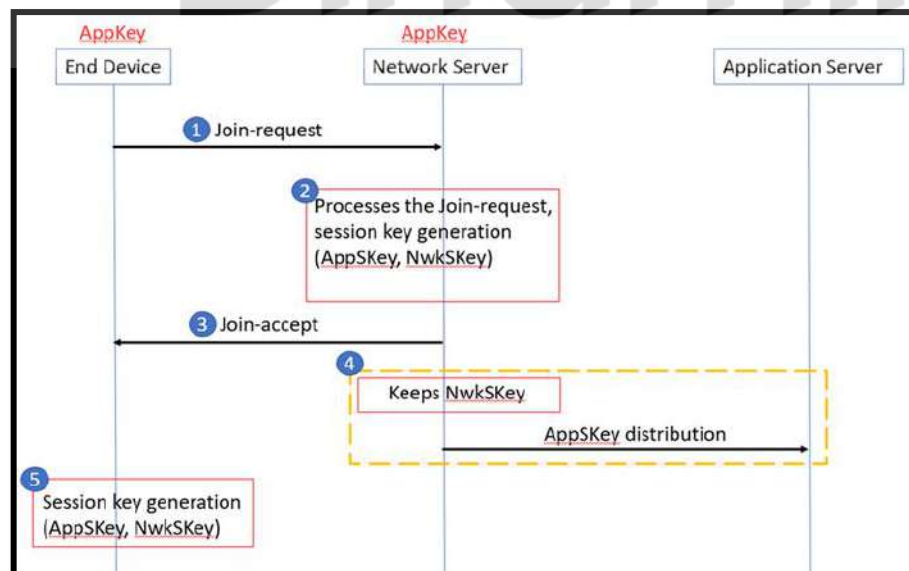 AppKey
AppKey
End Device
Network Server
Application Server
1 Join-request
2
Processes the Join-request,
session key generation
(AppSKey, NwkSKey)
3 Join-accept
4
Keeps NwkSKey
AppSKey distribution
5
Session key generation
(AppSKey, NwkSKey)